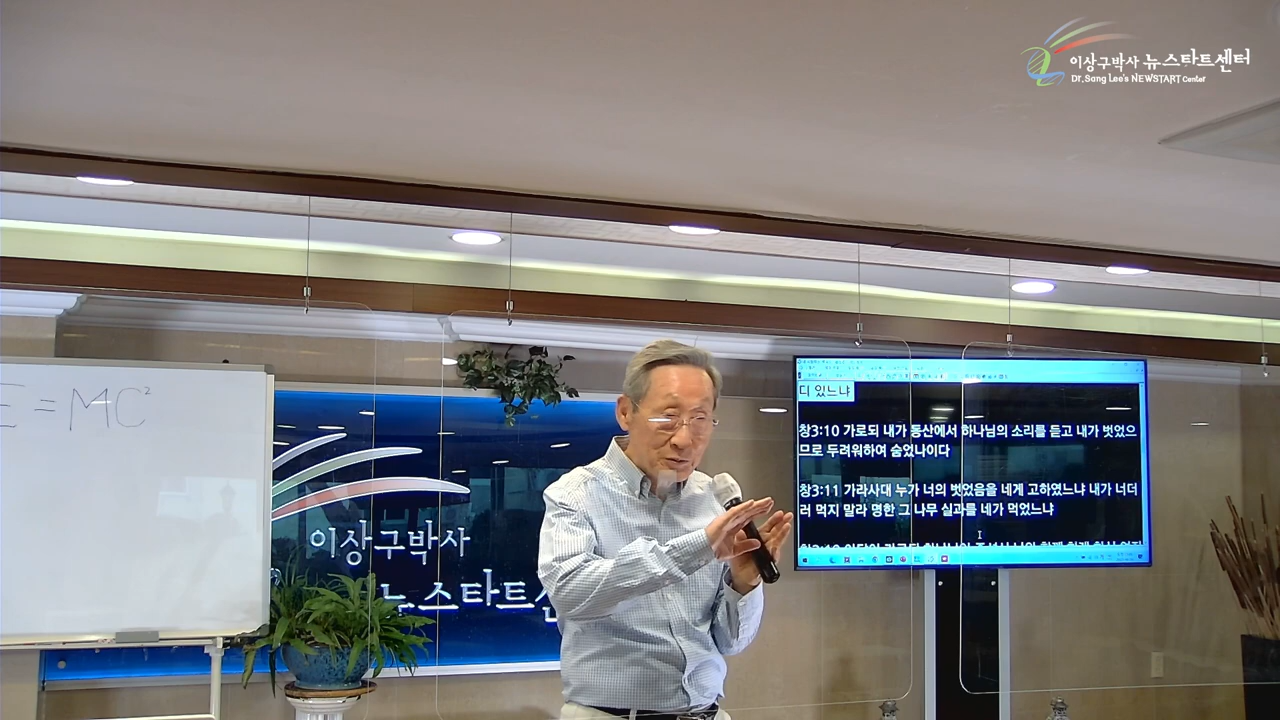 이상구박사 뉴스타트센터
Dr. Sang Lee's NEWSTART Center
E = MC²
이상구박사
뉴스타트센
디 있느냐
창3:10 가로되 내가 동산에서 하나님의 소리를 듣고 내가 벗었으
므로 두려워하여 숨었나이다
창3:11 가라사대 누가 너의 벗었음을 네게 고하였느냐 내가 너더
러 먹지 말라 명한 그 나무 실과를 네가 먹었느냐